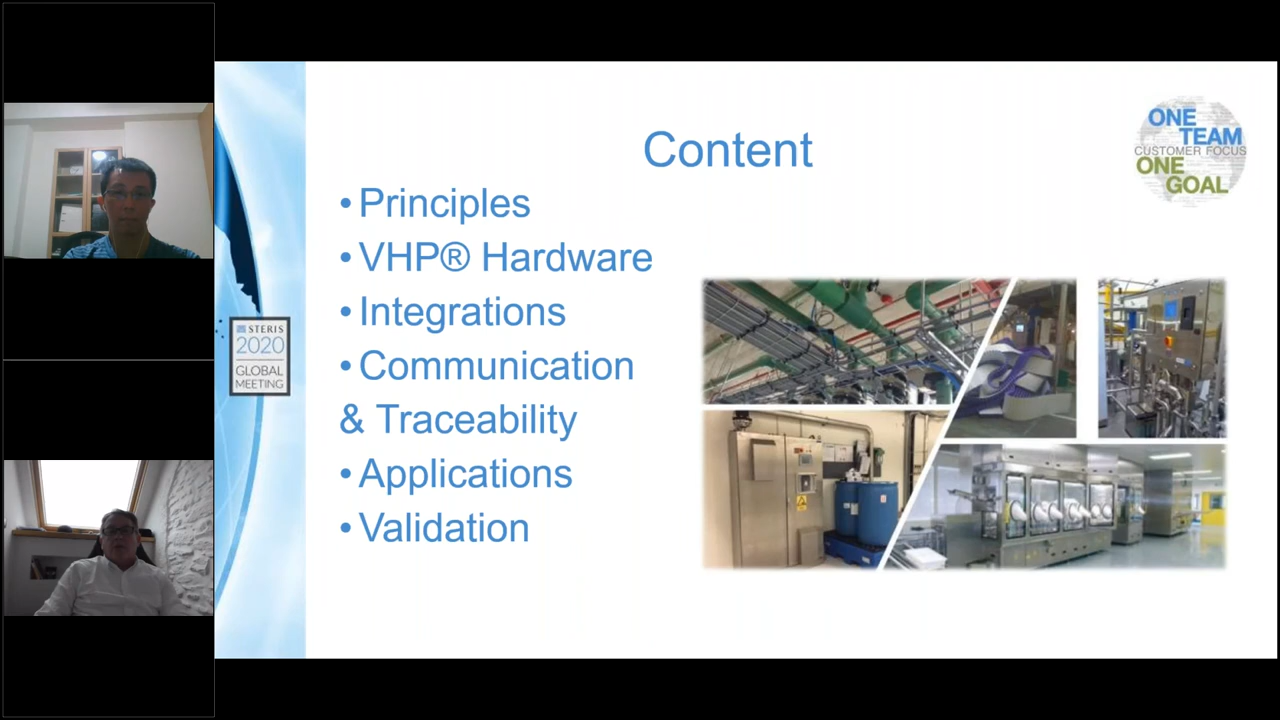 Content
• Principles
• VHP® Hardware
• Integrations
• Communication
& Traceability
• Applications
• Validation
ONE
TEAM
CUSTOMER FOCUS
ONE
GOAL
STERIS
2020
GLOBAL
MEETING